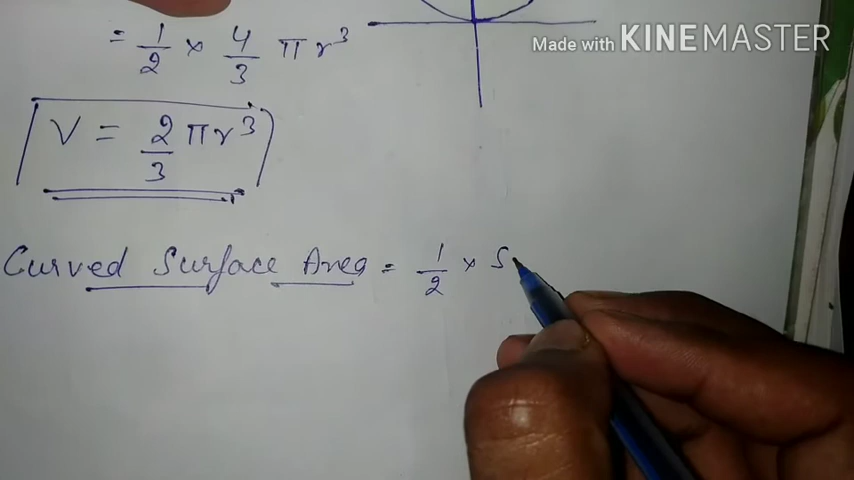 Made with KINEMASTER
= 1/2 × 4/3 πr³
V = 2/3 πr³
Curved Surface Area = 1/2 × S